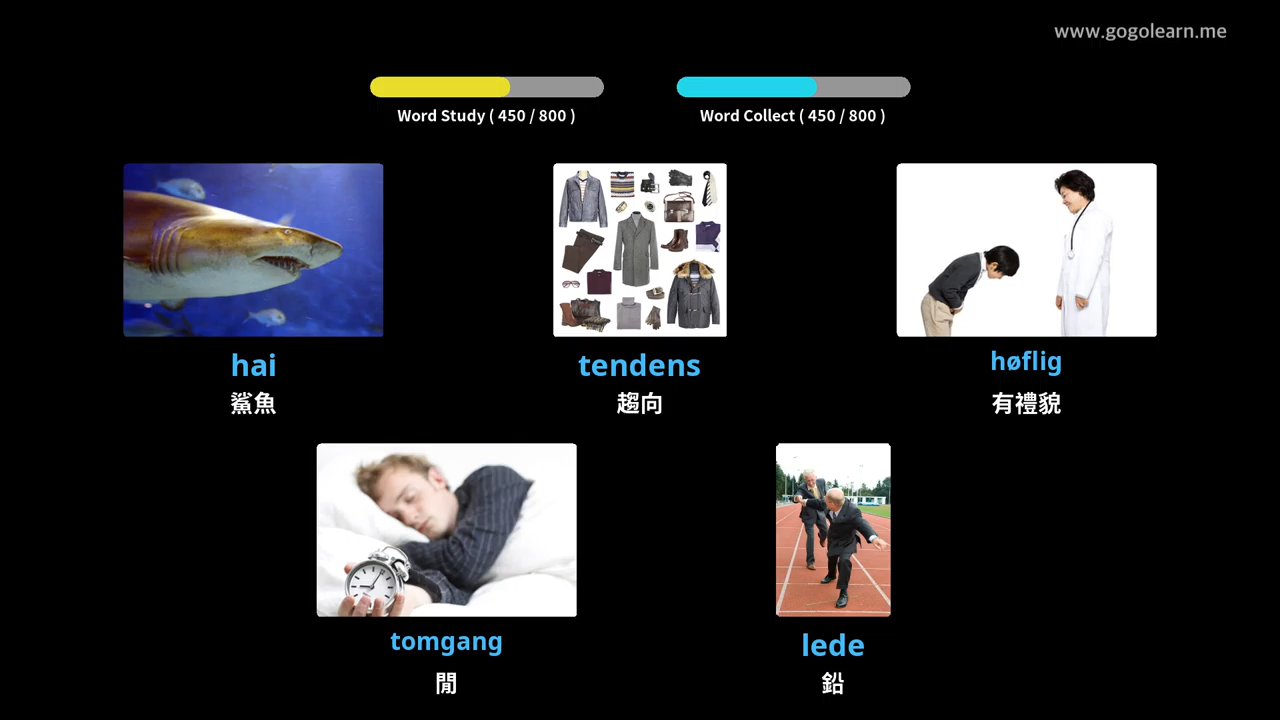 www.gogolearn.me
Word Study ( 450 / 800 )
Word Collect ( 450 / 800 )
hai
鯊魚
tendens
趨向
høflig
有禮貌
tomgang
閒
lede
鉛